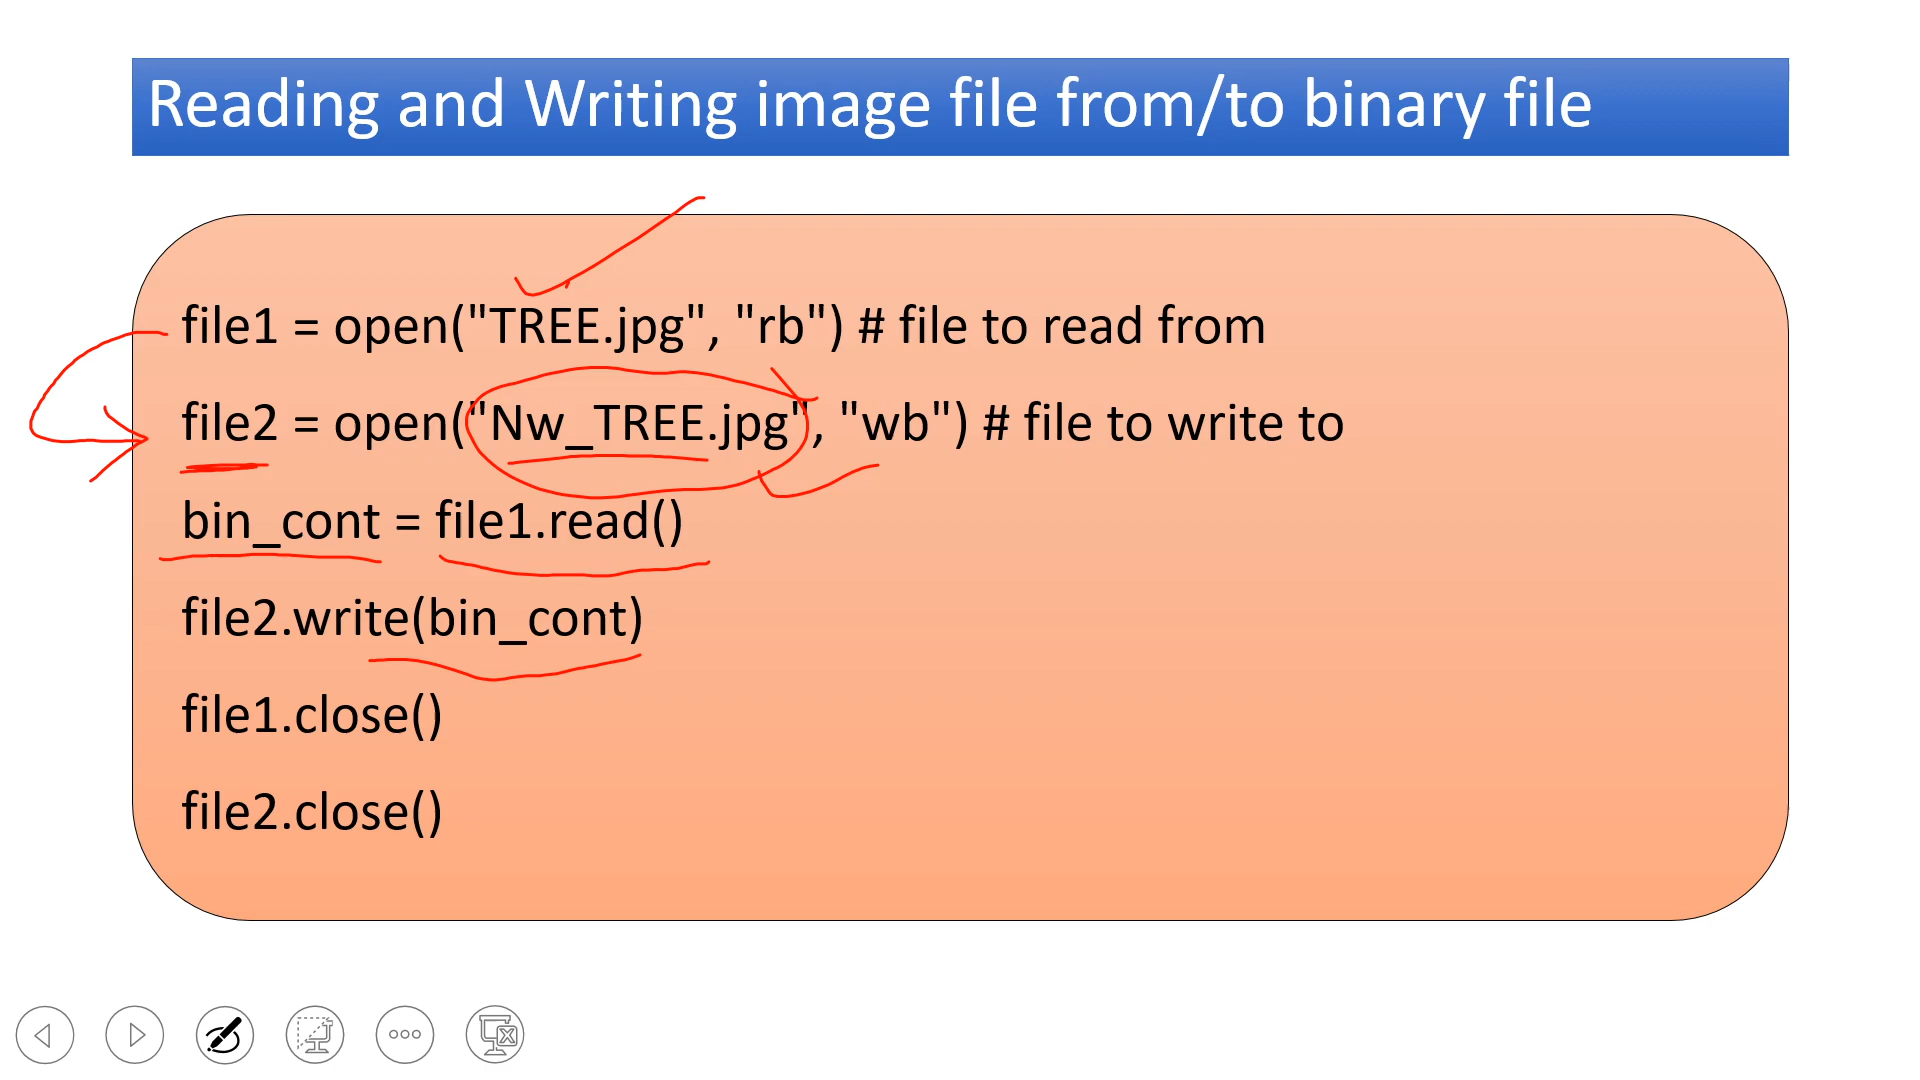 Reading and Writing image file from/to binary file
file1 = open("TREE.jpg", "rb") # file to read from
file2 = open("Nw_TREE.jpg", "wb") # file to write to
bin_cont = file1.read()
file2.write(bin_cont)
file1.close()
file2.close()